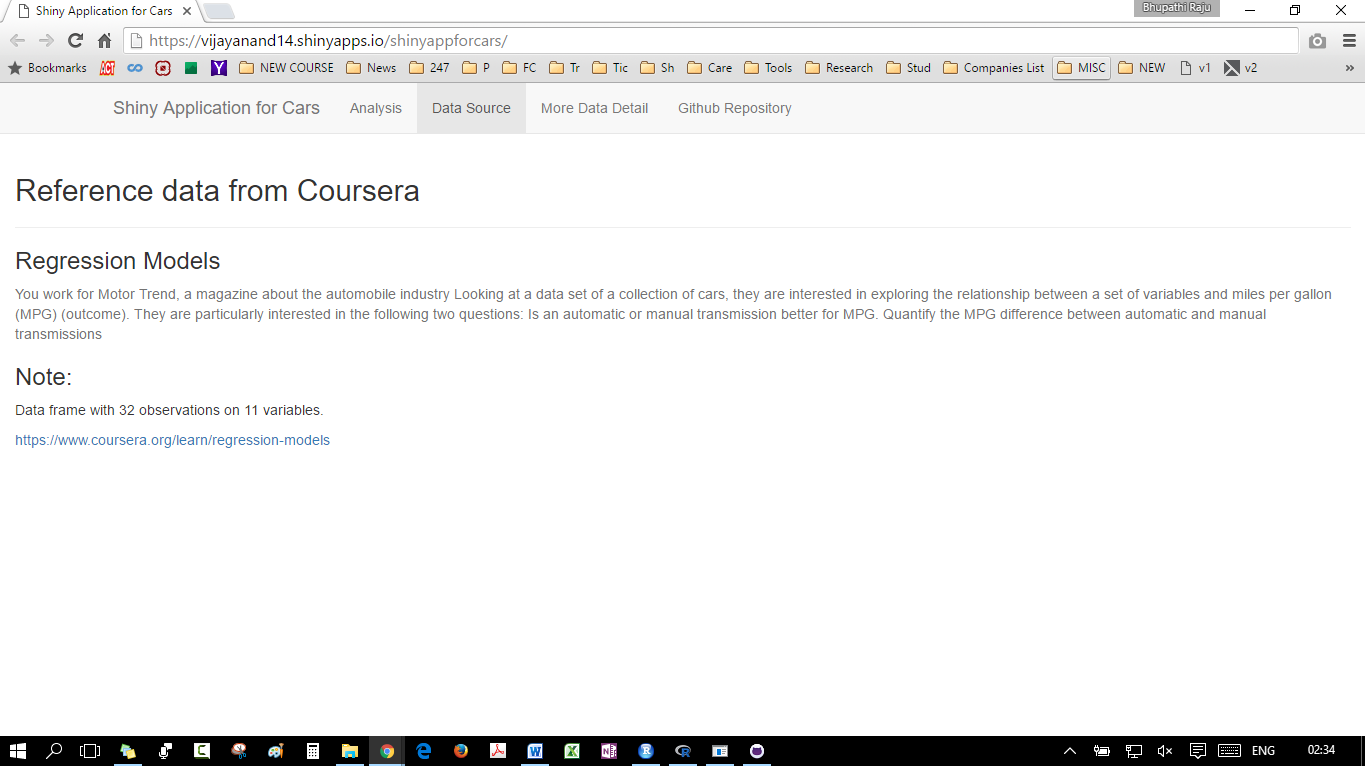 Shiny Application for Cars
Bhupathi Raju
https://vijayanand14.shinyapps.io/shinyappforcars/
Bookmarks ACT Y NEW COURSE News 247 P FC Tr Tic Sh Care Tools Research Stud Companies List MISC NEW v1 v2 »
Shiny Application for Cars Analysis Data Source More Data Detail Github Repository
Reference data from Coursera
Regression Models
You work for Motor Trend, a magazine about the automobile industry Looking at a data set of a collection of cars, they are interested in exploring the relationship between a set of variables and miles per gallon
(MPG) (outcome). They are particularly interested in the following two questions: Is an automatic or manual transmission better for MPG. Quantify the MPG difference between automatic and manual
transmissions
Note:
Data frame with 32 observations on 11 variables.
https://www.coursera.org/learn/regression-models
ENG 02:34